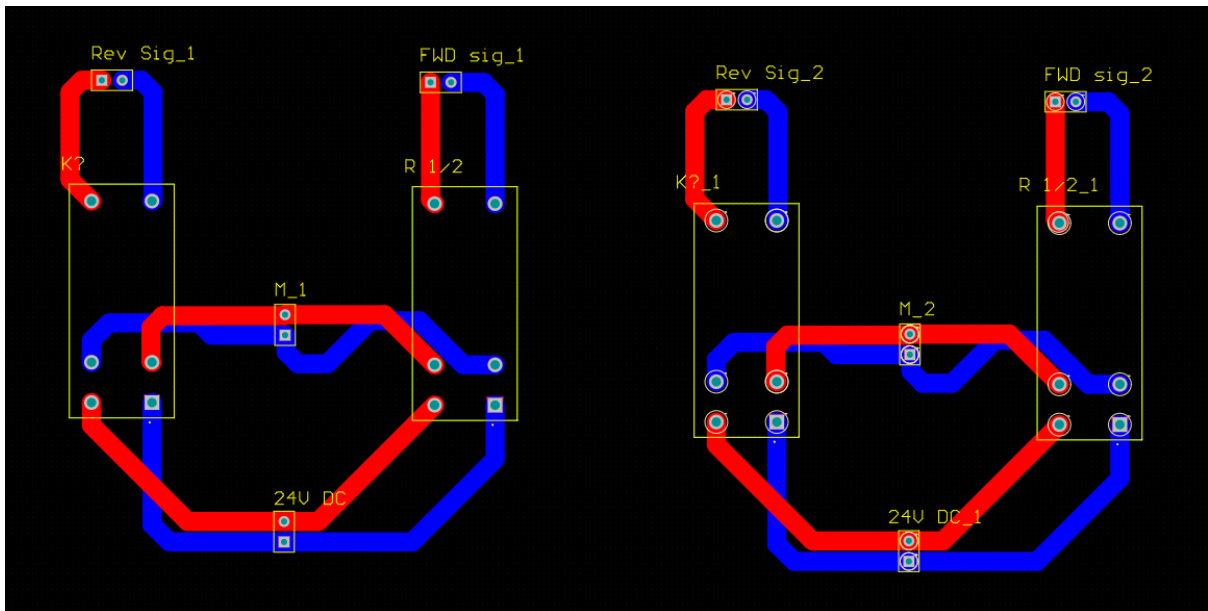 Rev Sig_1
FWD sig_1
Rev Sig_2
FWD sig_2
K?
R 1/2
K?_1
R 1/2_1
M_1
M_2
24V DC
24V DC_1